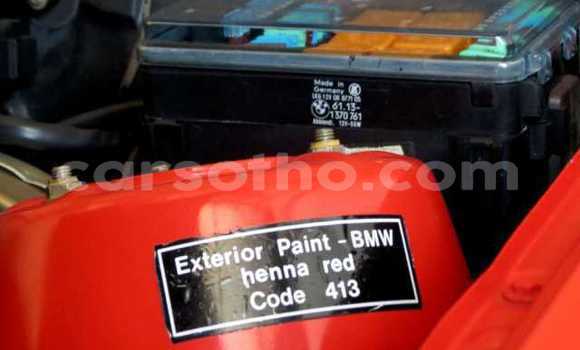 Made in
Germany
61.13-
1370 761
carsotho.com
Exterior Paint - BMW
henna red
Code 413